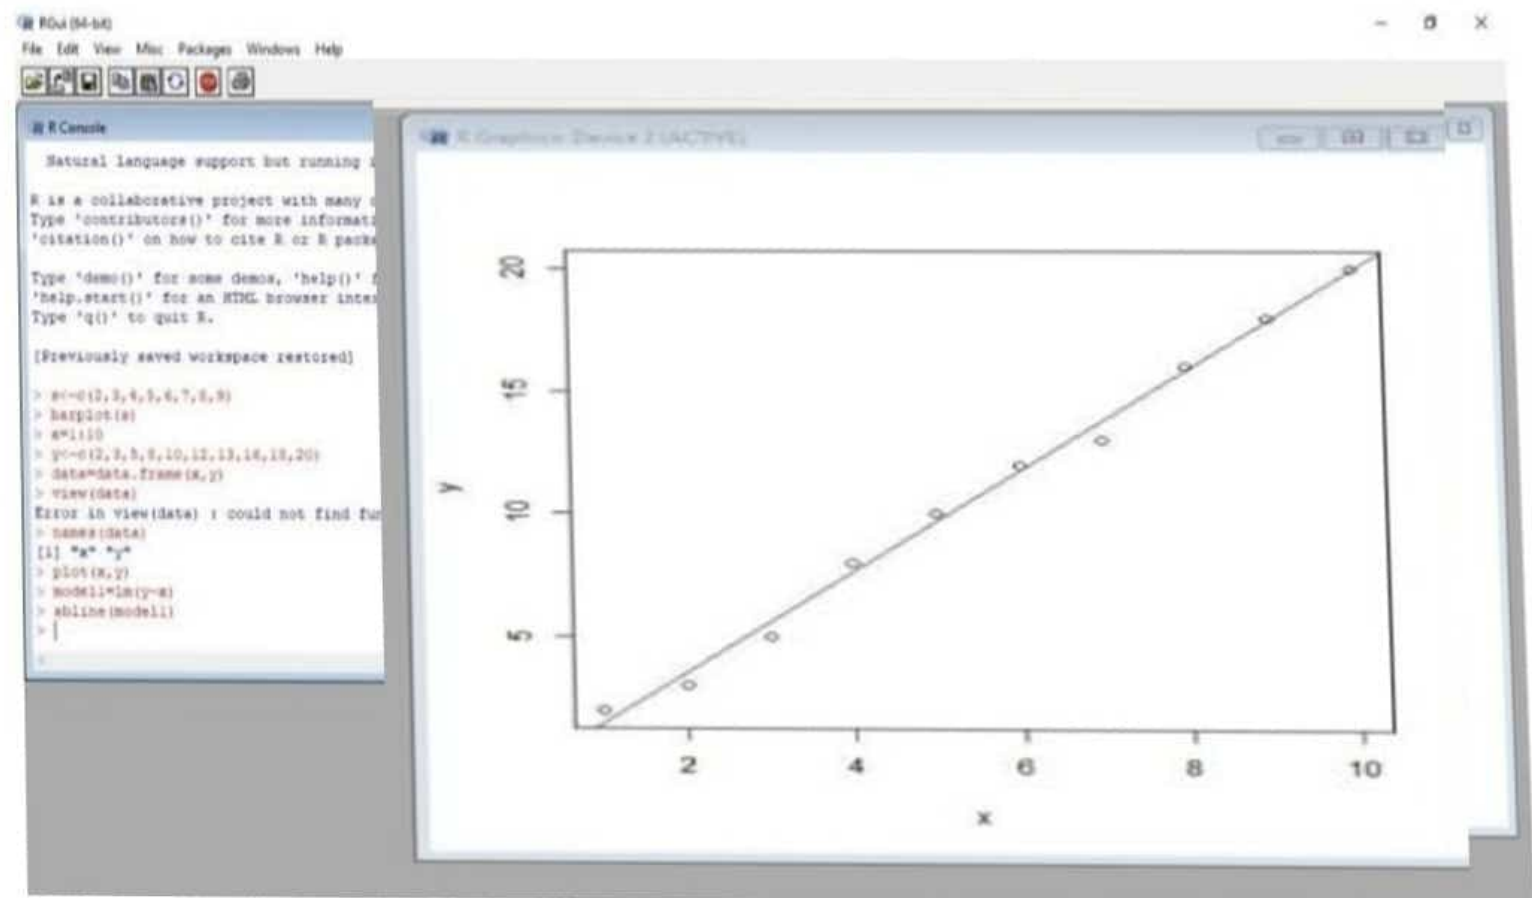 RGui (64-bit)
File Edit View Misc Packages Windows Help
R Console
Natural language support but running
R is a collaborative project with many
Type 'contributors()' for more informati
'citation()' on how to cite R or R packa
Type 'demo()' for some demos, 'help()' f
'help.start()' for an HTML browser inter
Type 'q()' to quit R.
[Previously saved workspace restored]
> a<-c(2,3,4,5,6,7,8,9)
> barplot(a)
> x=1:10
> y<-c(2,3,5,8,10,12,13,16,18,20)
> data=data.frame(x,y)
> view(data)
Error in view(data) : could not find fun
> names(data)
[1] "x" "y"
> plot(x,y)
> model1=lm(y~x)
> abline(model1)
>
R Graphics: Device 2 (ACTIVE)
20
15
10
5
y
2 4 6 8 10
x